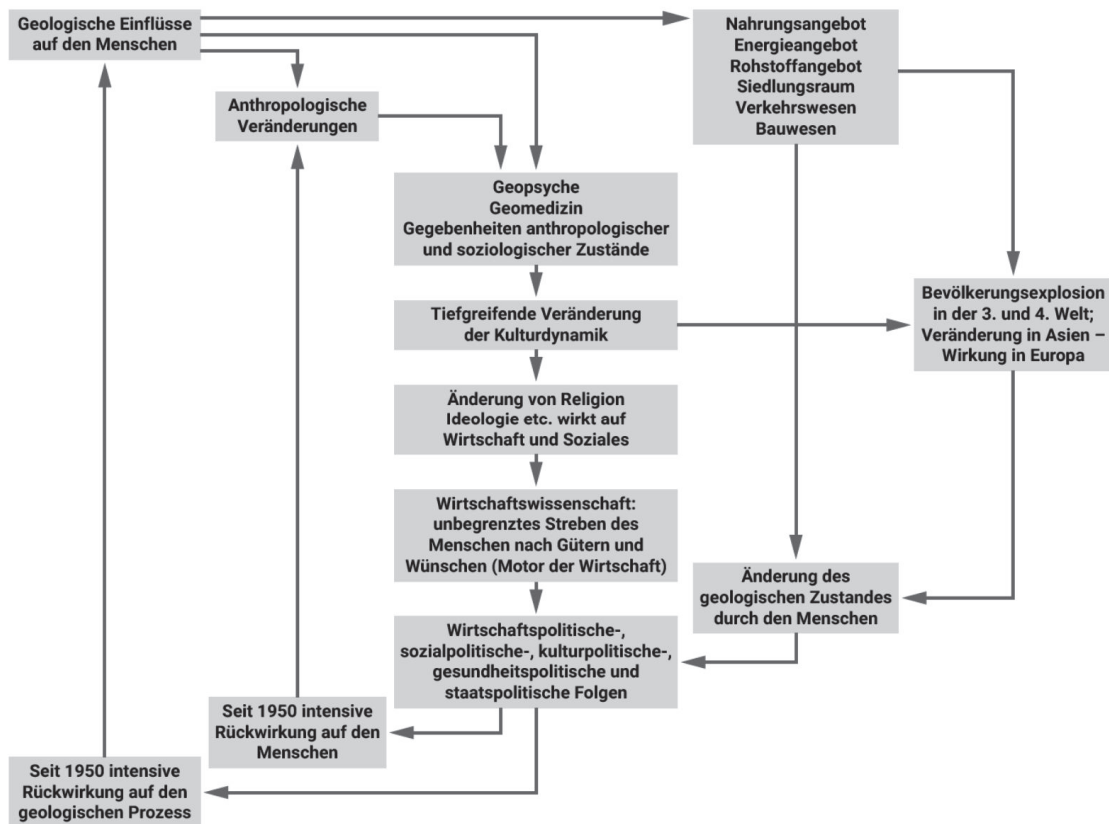 Geologische Einflüsse
auf den Menschen
Nahrungsangebot
Energieangebot
Rohstoffangebot
Siedlungsraum
Verkehrswesen
Bauwesen
Anthropologische
Veränderungen
Geopsyche
Geomedizin
Gegebenheiten anthropologischer
und soziologischer Zustände
Bevölkerungsexplosion
in der 3. und 4. Welt;
Veränderung in Asien –
Wirkung in Europa
Tiefgreifende Veränderung
der Kulturdynamik
Änderung von Religion
Ideologie etc. wirkt auf
Wirtschaft und Soziales
Wirtschaftswissenschaft:
unbegrenztes Streben des
Menschen nach Gütern und
Wünschen (Motor der Wirtschaft)
Änderung des
geologischen Zustandes
durch den Menschen
Wirtschaftspolitische-,
sozialpolitische-, kulturpolitische-,
gesundheitspolitische und
staatspolitische Folgen
Seit 1950 intensive
Rückwirkung auf den
Menschen
Seit 1950 intensive
Rückwirkung auf den
geologischen Prozess